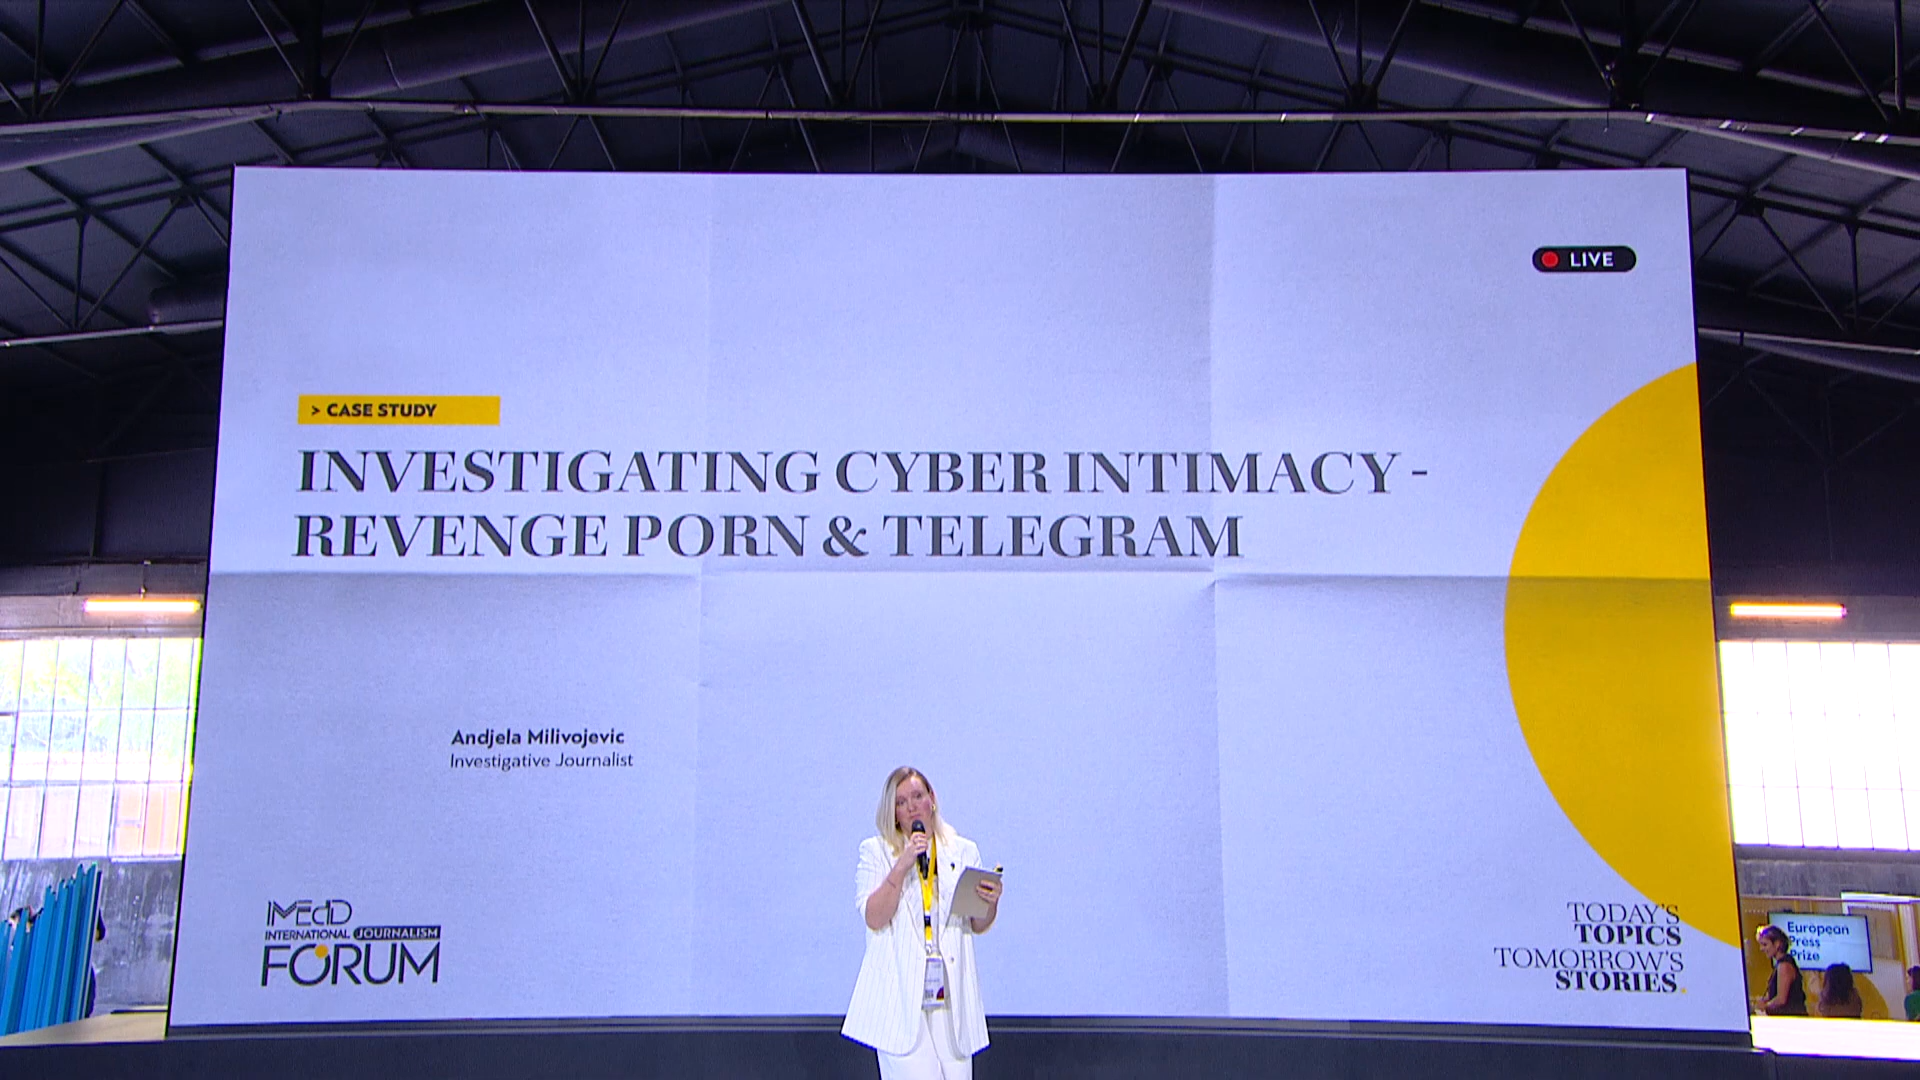 LIVE
> CASE STUDY
INVESTIGATING CYBER INTIMACY -
REVENGE PORN & TELEGRAM
Andjela Milivojevic
Investigative Journalist
iMEdD
INTERNATIONAL JOURNALISM
FORUM
TODAY'S
TOPICS
TOMORROW'S
STORIES.
European
Press
Prize